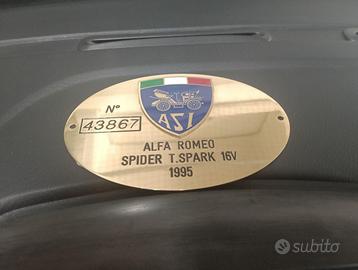 N°
43867
ASI
ALFA ROMEO
SPIDER T.SPARK 16V
1995
subito